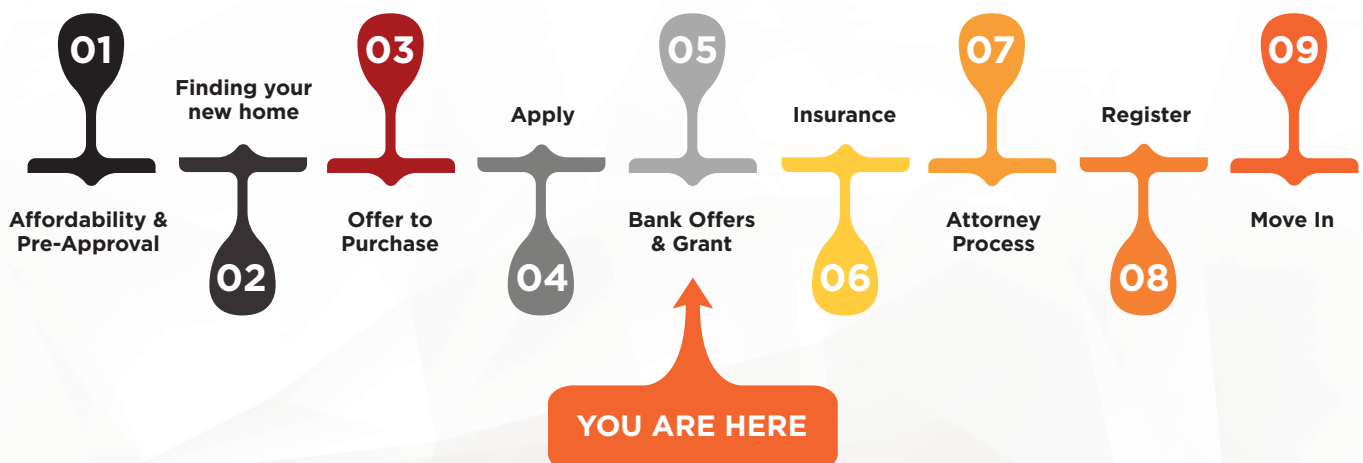 01
Affordability &
Pre-Approval
Finding your
new home
02
03
Offer to
Purchase
Apply
04
05
Bank Offers
& Grant
Insurance
06
07
Attorney
Process
Register
08
09
Move In
YOU ARE HERE